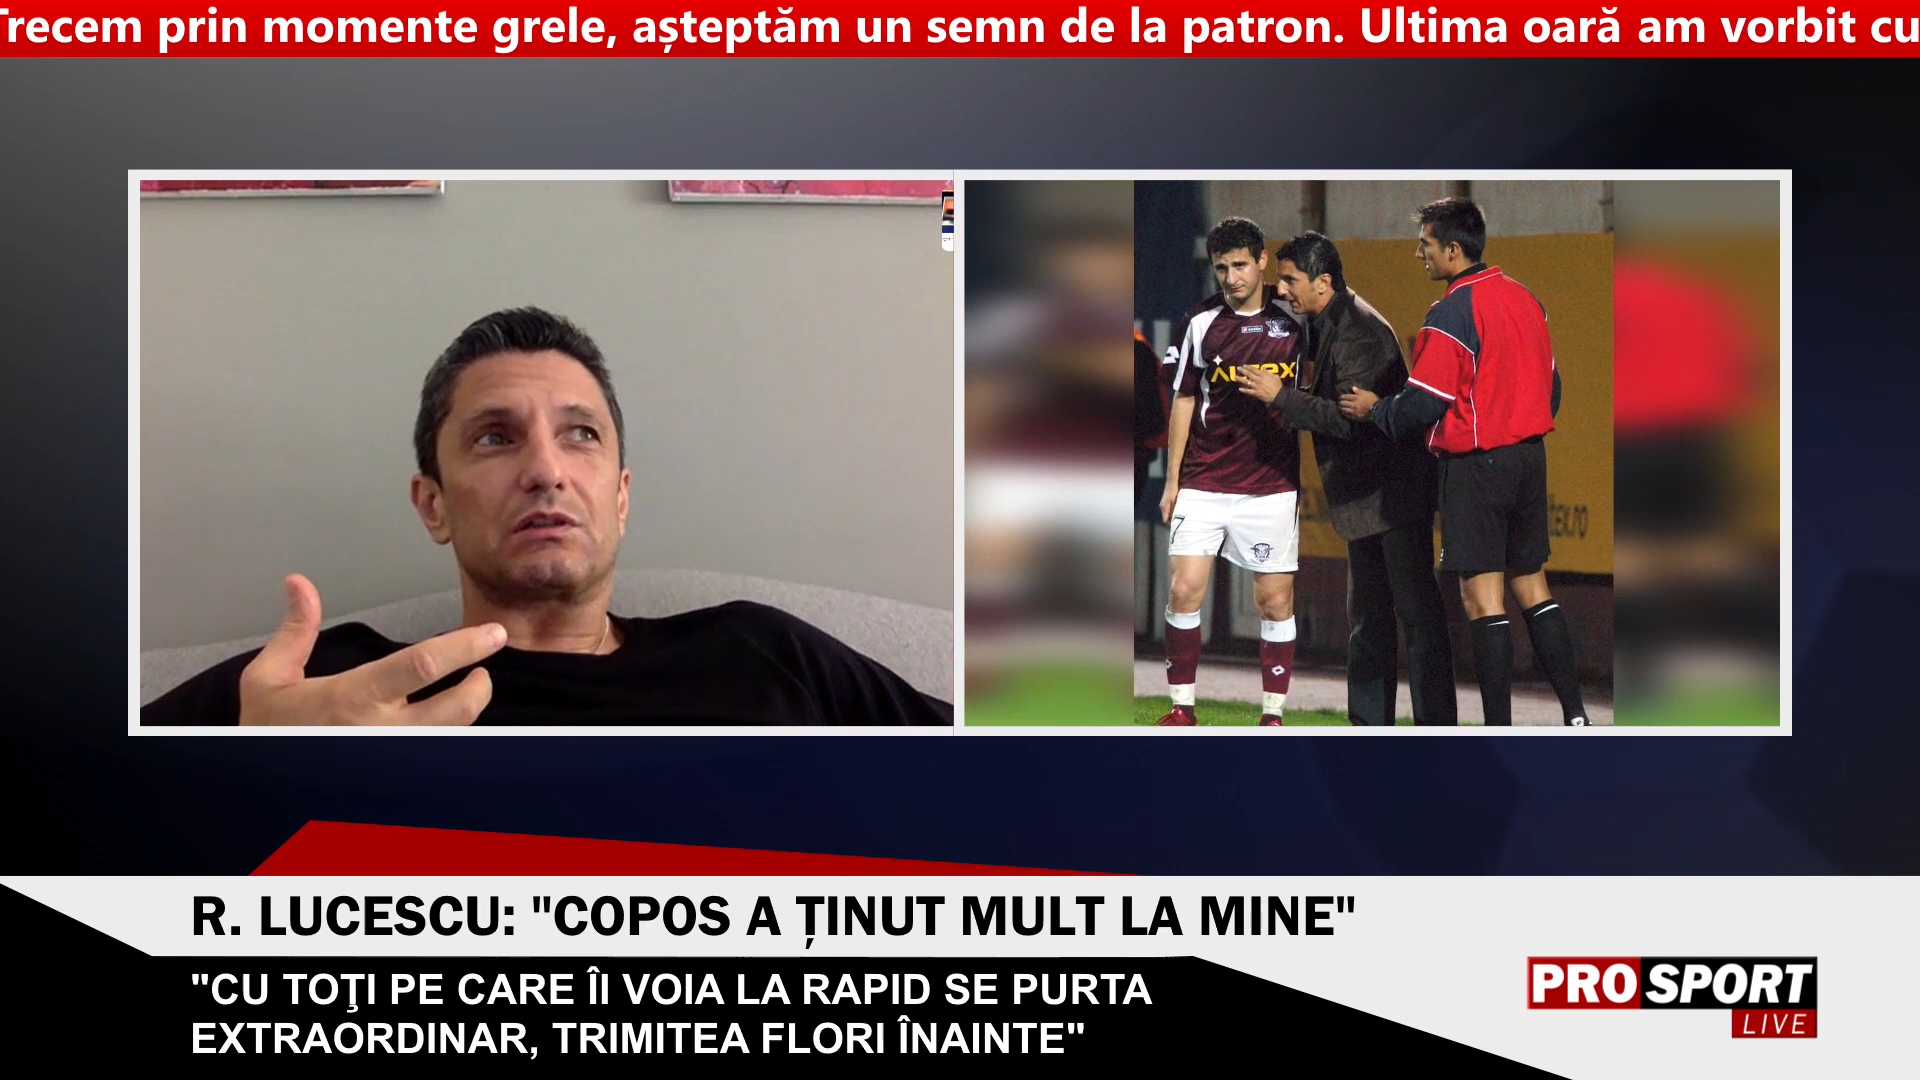 Trecem prin momente grele, așteptăm un semn de la patron. Ultima oară am vorbit cu
AUREX
7
R. LUCESCU: "COPOS A ȚINUT MULT LA MINE"
"CU TOŢI PE CARE ÎI VOIA LA RAPID SE PURTA
EXTRAORDINAR, TRIMITEA FLORI ÎNAINTE"
PRO SPORT
LIVE